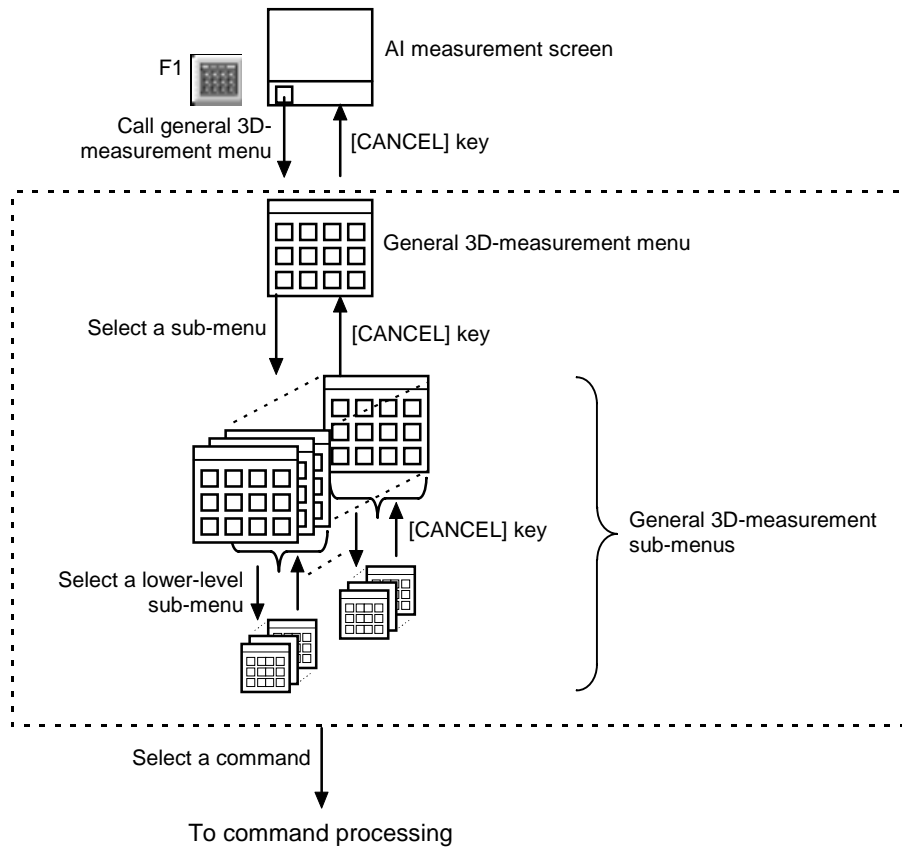 AI measurement screen
F1
Call general 3D-
measurement menu
[CANCEL] key
General 3D-measurement menu
Select a sub-menu
[CANCEL] key
[CANCEL] key
General 3D-measurement
sub-menus
Select a lower-level
sub-menu
Select a command
To command processing